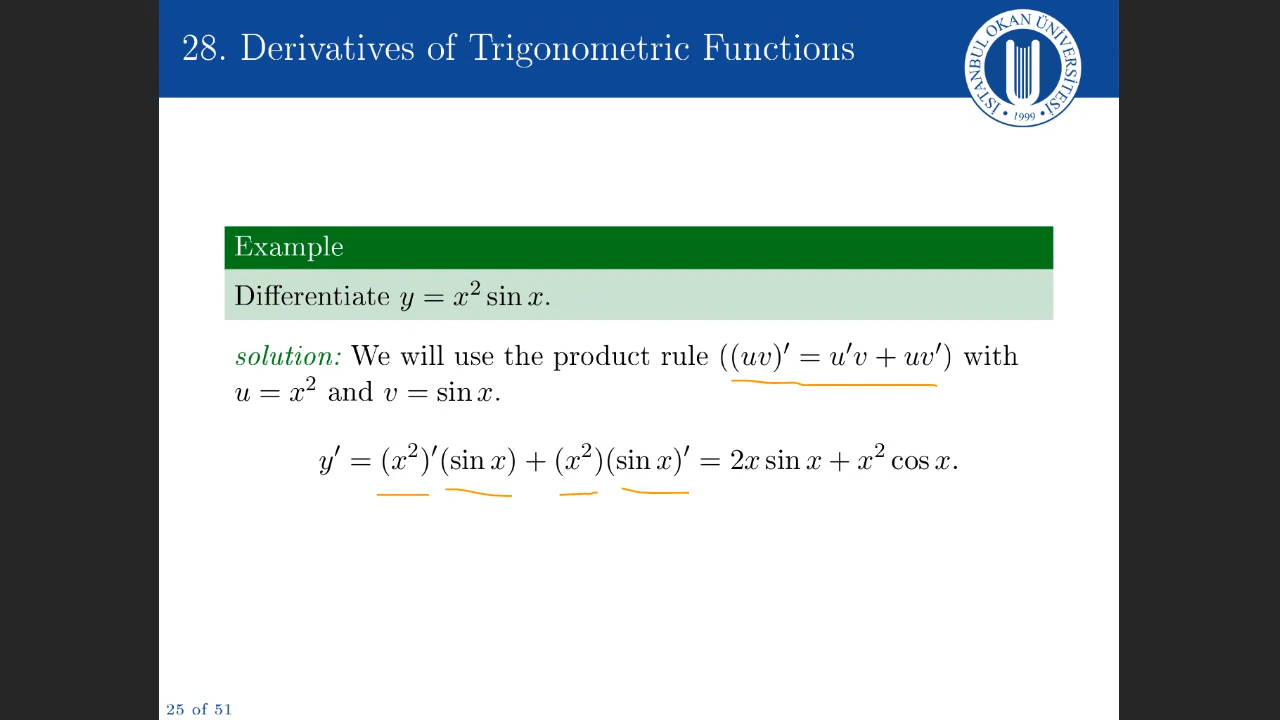 28. Derivatives of Trigonometric Functions
İSTANBUL OKAN ÜNİVERSİTESİ
• 1999 •
Example
Differentiate y = x² sin x.
solution: We will use the product rule ((uv)′ = u′v + uv′) with
u = x² and v = sin x.
y′ = (x²)′(sin x) + (x²)(sin x)′ = 2x sin x + x² cos x.
25 of 51